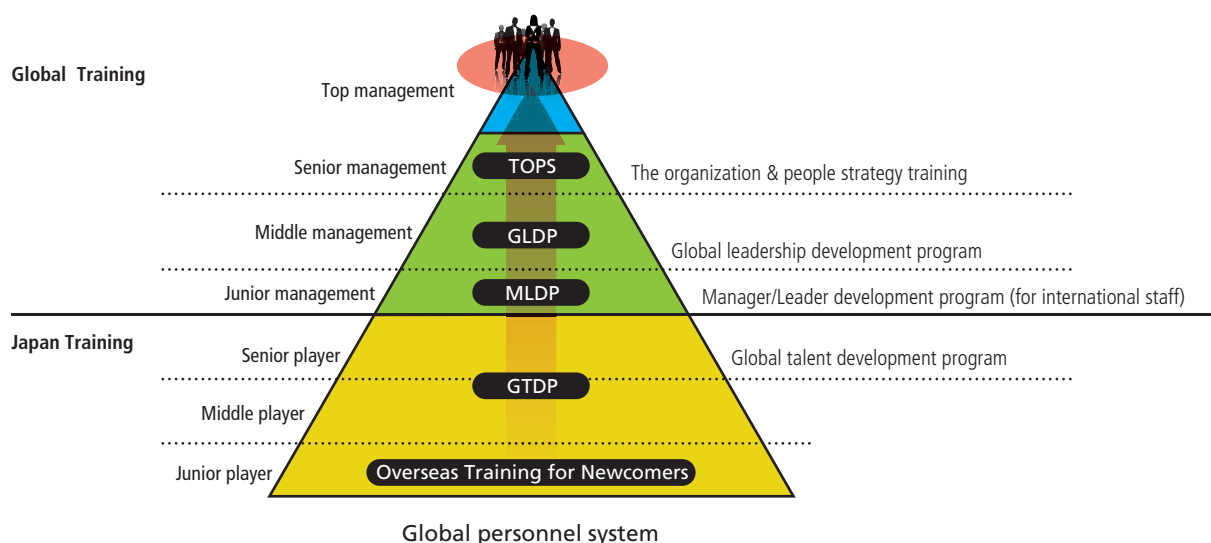 Global Training
Top management
Senior management
TOPS
The organization & people strategy training
Middle management
GLDP
Global leadership development program
Junior management
MLDP
Manager/Leader development program (for international staff)
Japan Training
Senior player
Global talent development program
GTDP
Middle player
Junior player
Overseas Training for Newcomers
Global personnel system